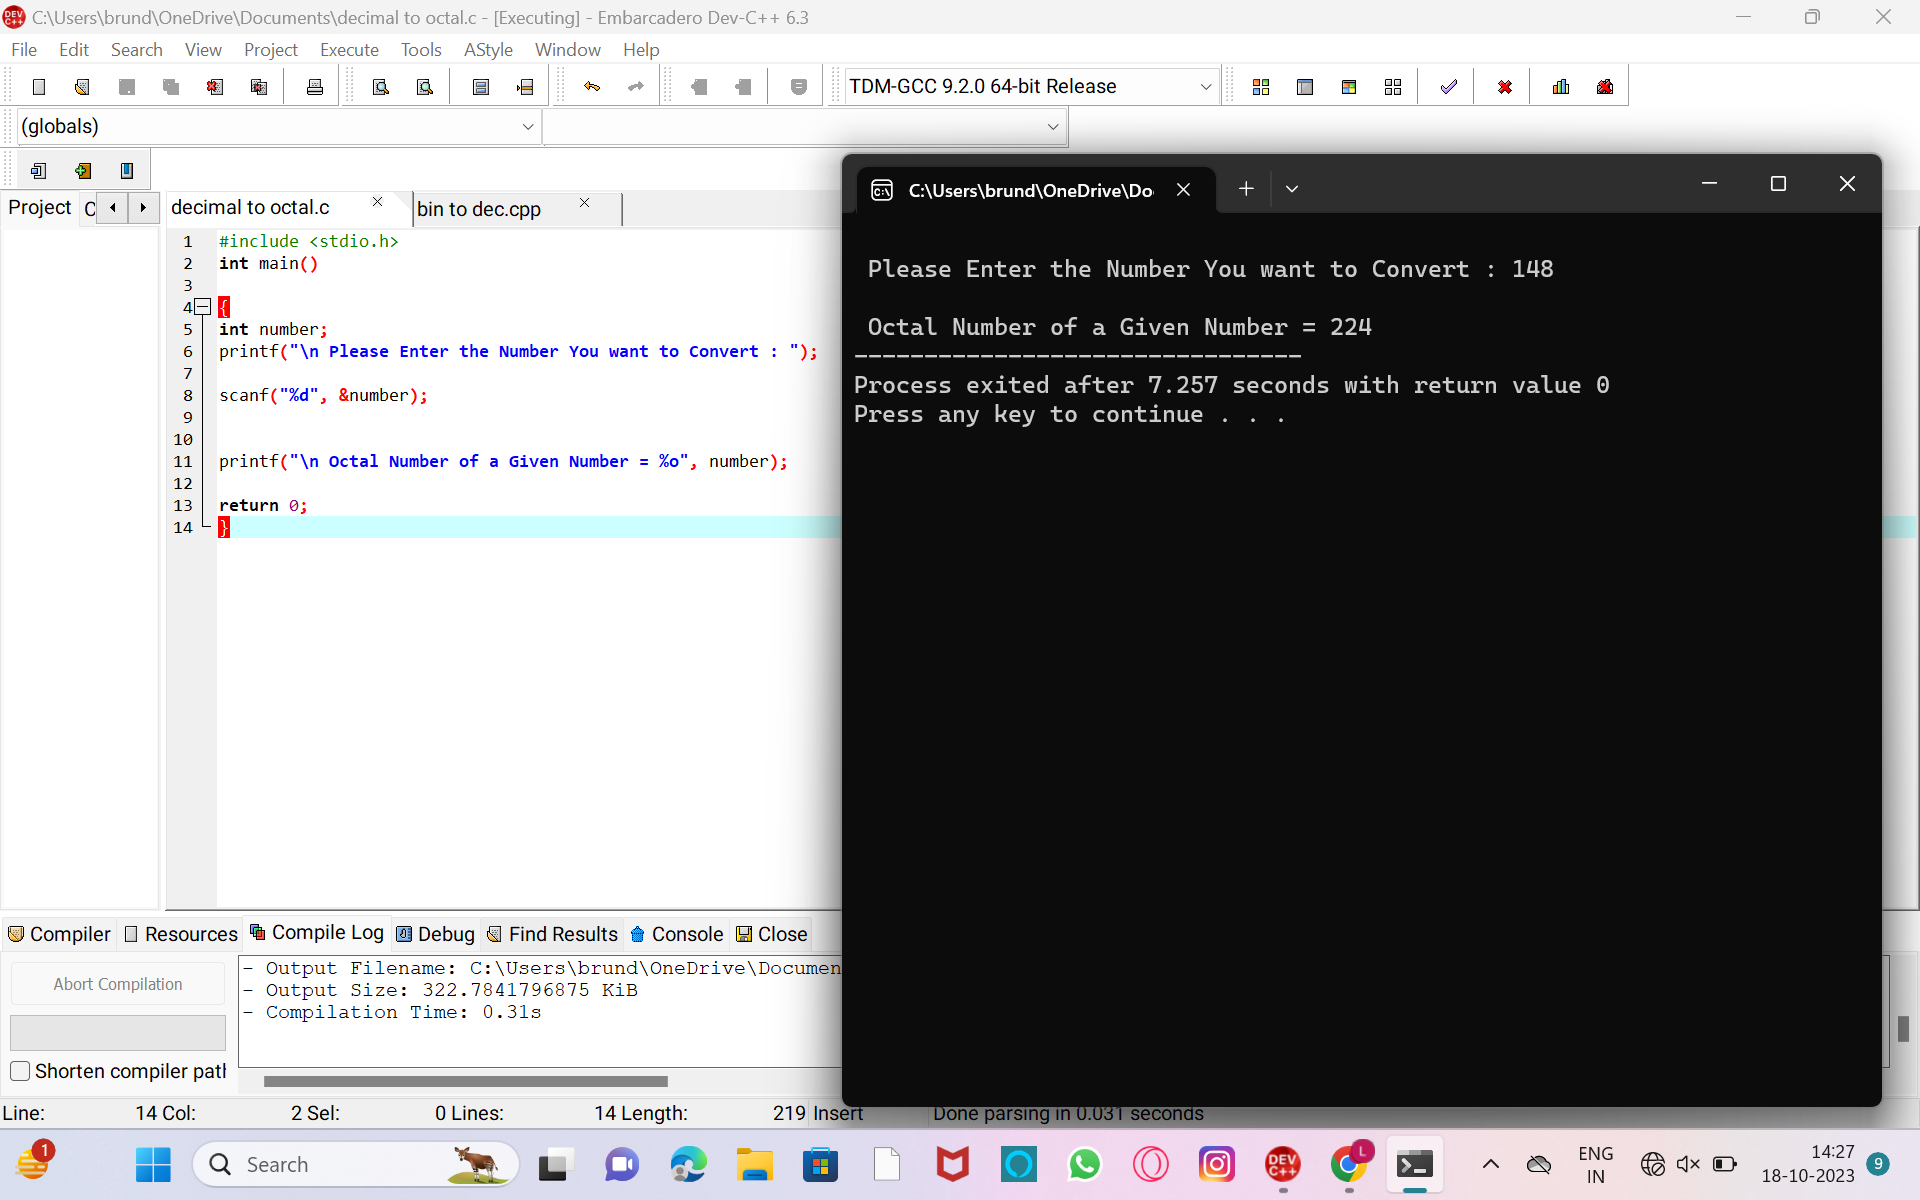 C:\Users\brund\OneDrive\Documents\decimal to octal.c - [Executing] - Embarcadero Dev-C++ 6.3
File Edit Search View Project Execute Tools AStyle Window Help
TDM-GCC 9.2.0 64-bit Release
(globals)
Project C
decimal to octal.c
bin to dec.cpp
1 #include <stdio.h>
2 int main()
3
4 {
5 int number;
6 printf("\n Please Enter the Number You want to Convert : ");
7
8 scanf("%d", &number);
9
10
11 printf("\n Octal Number of a Given Number = %o", number);
12
13 return 0;
14 }
C:\Users\brund\OneDrive\Do
Please Enter the Number You want to Convert : 148
Octal Number of a Given Number = 224
--------------------------------
Process exited after 7.257 seconds with return value 0
Press any key to continue . . .
Compiler Resources Compile Log Debug Find Results Console Close
Abort Compilation
Shorten compiler path
- Output Filename: C:\Users\brund\OneDrive\Documen
- Output Size: 322.7841796875 KiB
- Compilation Time: 0.31s
Line: 14 Col: 2 Sel: 0 Lines: 14 Length: 219 Insert Done parsing in 0.031 seconds
1
Search
DEV C++
L
ENG
IN
14:27
18-10-2023
9